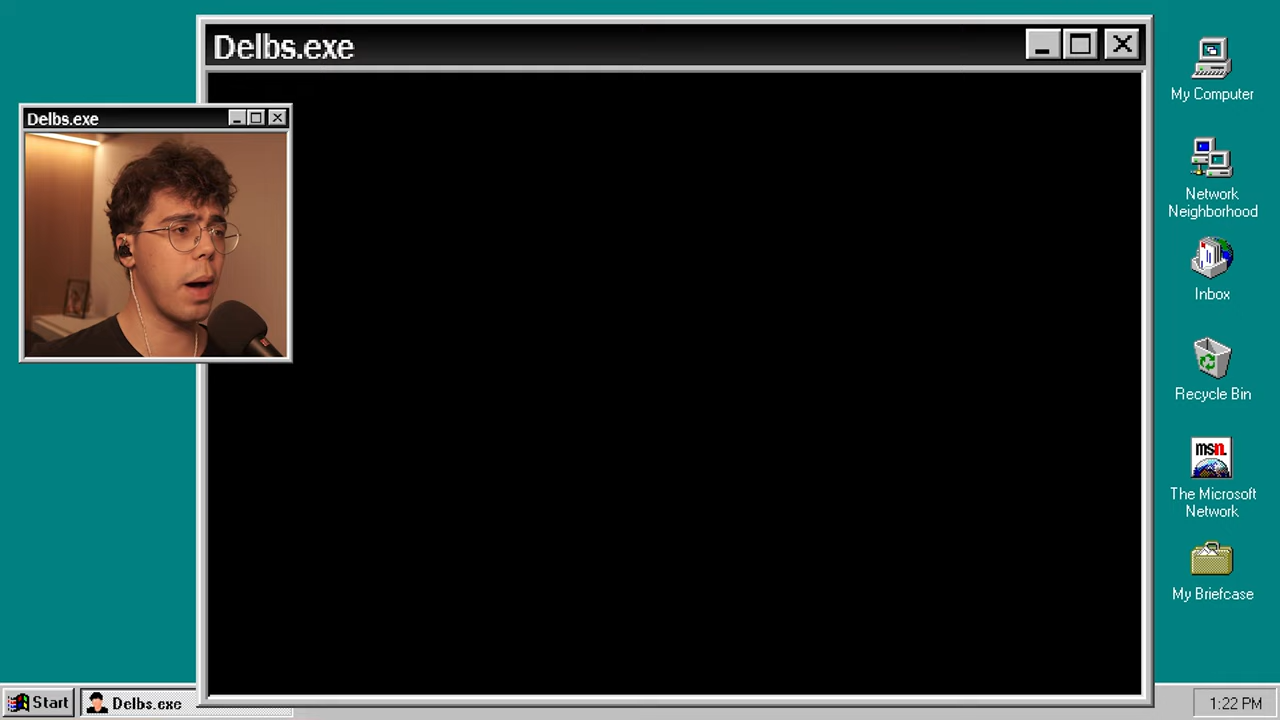 Delbs.exe
Delbs.exe
My Computer
Network
Neighborhood
Inbox
Recycle Bin
msn
The Microsoft
Network
My Briefcase
Start
Delbs.exe
1:22 PM